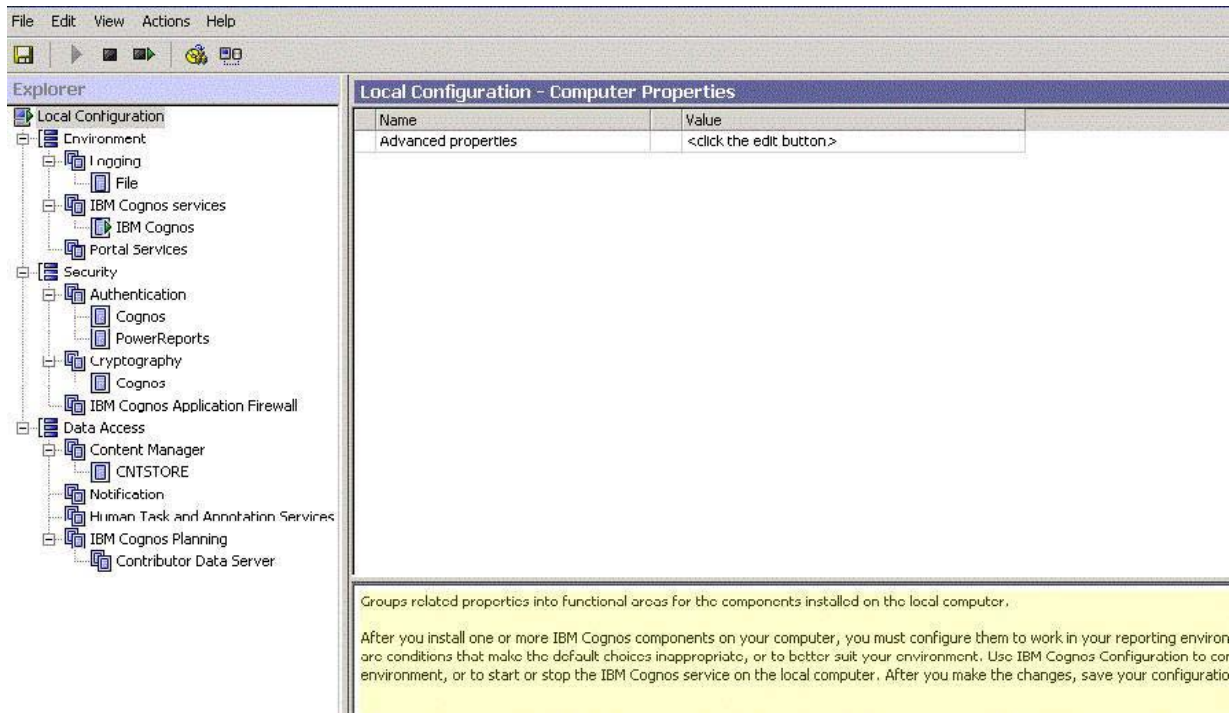 File Edit View Actions Help
Explorer
Local Configuration
Environment
Logging
File
IBM Cognos services
IBM Cognos
Portal Services
Security
Authentication
Cognos
PowerReports
Cryptography
Cognos
IBM Cognos Application Firewall
Data Access
Content Manager
CNTSTORE
Notification
Human Task and Annotation Services
IBM Cognos Planning
Contributor Data Server
Local Configuration - Computer Properties
Name Value
Advanced properties <click the edit button>
Groups related properties into functional areas for the components installed on the local computer.
After you install one or more IBM Cognos components on your computer, you must configure them to work in your reporting environ
are conditions that make the default choices inappropriate, or to better suit your environment. Use IBM Cognos Configuration to con
environment, or to start or stop the IBM Cognos service on the local computer. After you make the changes, save your configuratio